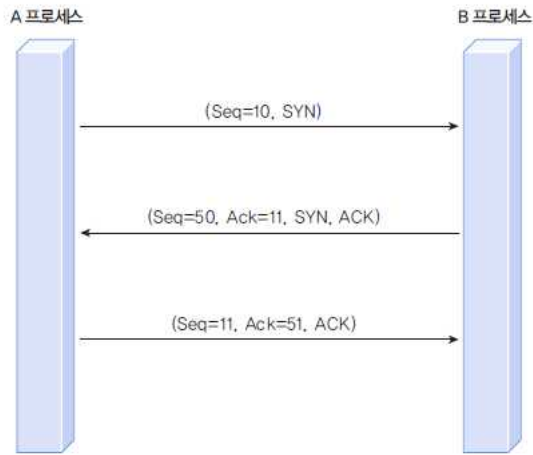 A 프로세스
B 프로세스
(Seq=10, SYN)
(Seq=50, Ack=11, SYN, ACK)
(Seq=11, Ack=51, ACK)